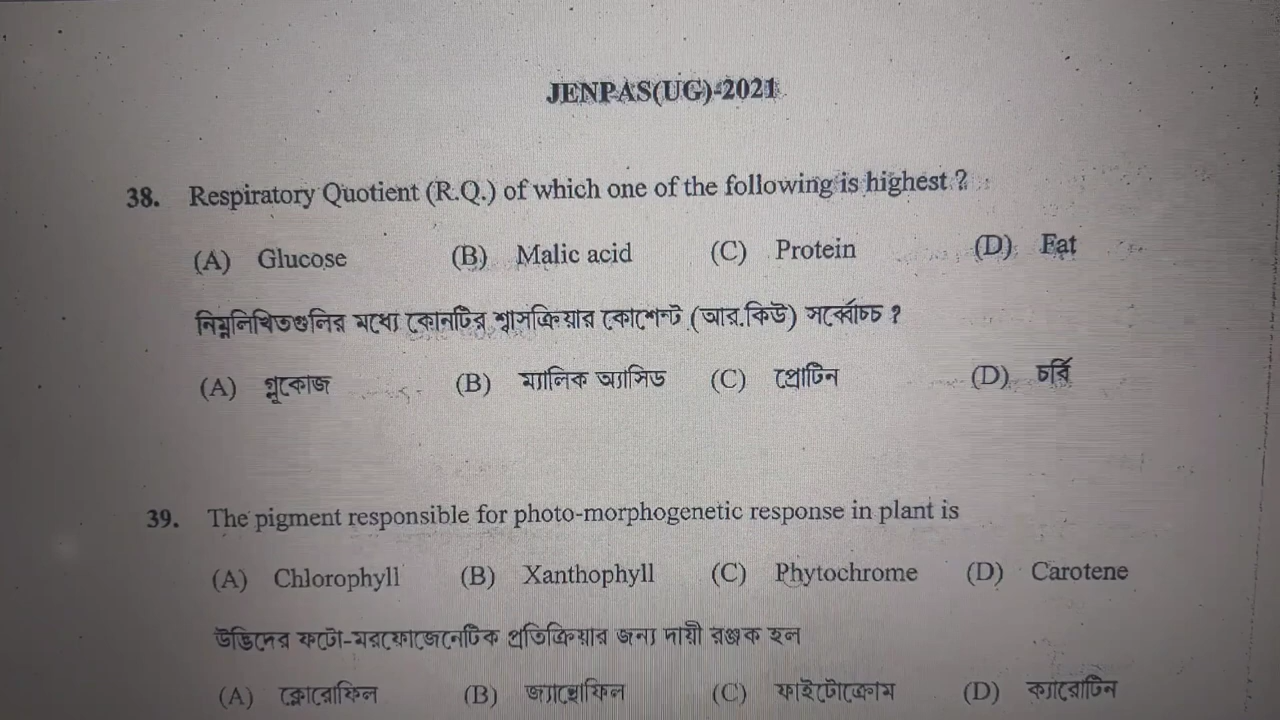 JENPAS(UG)-2021
38. Respiratory Quotient (R.Q.) of which one of the following is highest ?
(A) Glucose (B) Malic acid (C) Protein (D) Fat
নিম্নলিখিতগুলির মধ্যে কোনটির শ্বাসক্রিয়ার কোশেন্ট (আর.কিউ) সর্ব্বোচ্চ ?
(A) গ্লুকোজ (B) ম্যালিক অ্যাসিড (C) প্রোটিন (D) চর্বি
39. The pigment responsible for photo-morphogenetic response in plant is
(A) Chlorophyll (B) Xanthophyll (C) Phytochrome (D) Carotene
উদ্ভিদের ফটো-মরফোজেনেটিক প্রতিক্রিয়ার জন্য দায়ী রঞ্জক হল
(A) ক্লোরোফিল (B) জ্যান্থোফিল (C) ফাইটোক্রোম (D) ক্যারোটিন